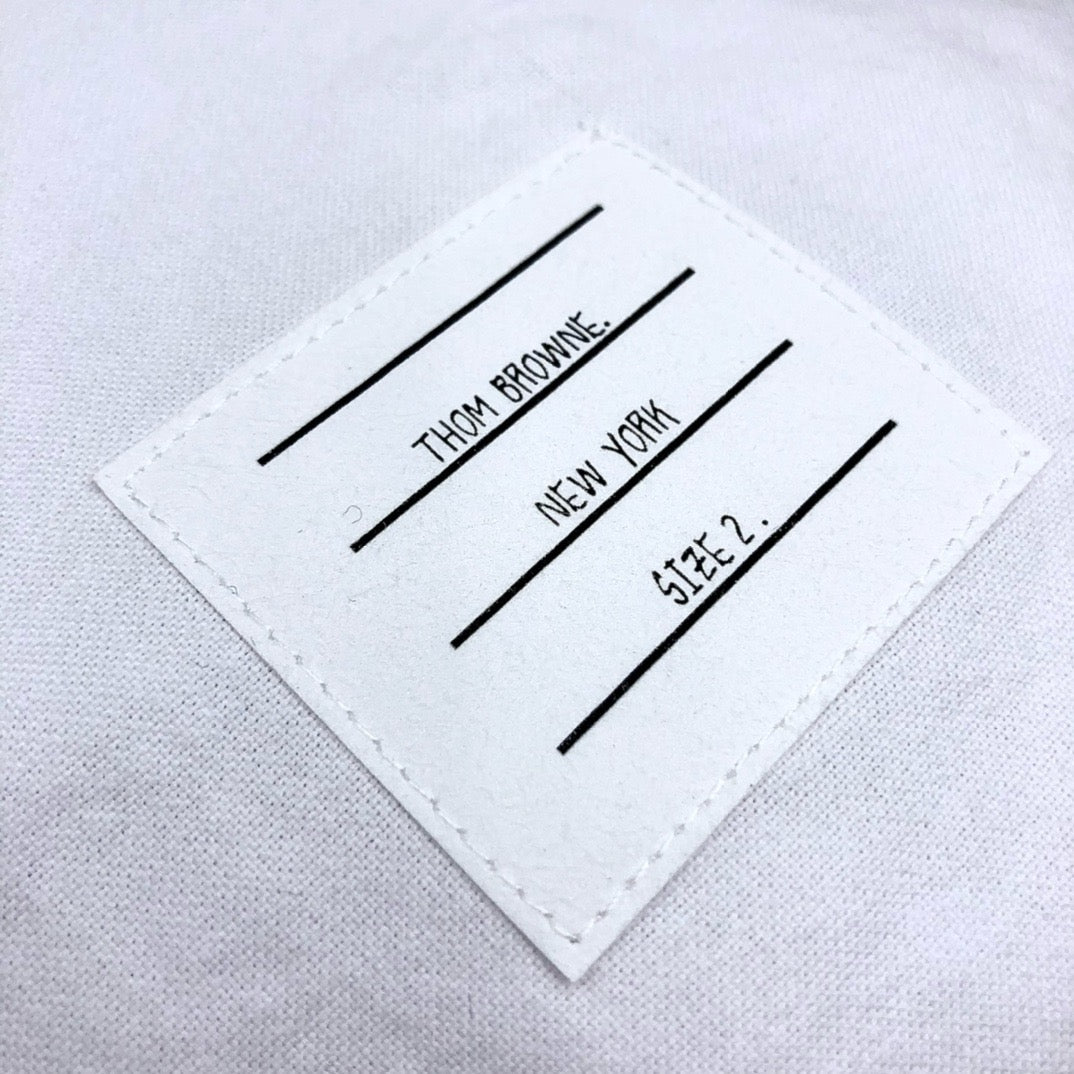 THOM BROWNE.
NEW YORK
SIZE 2.